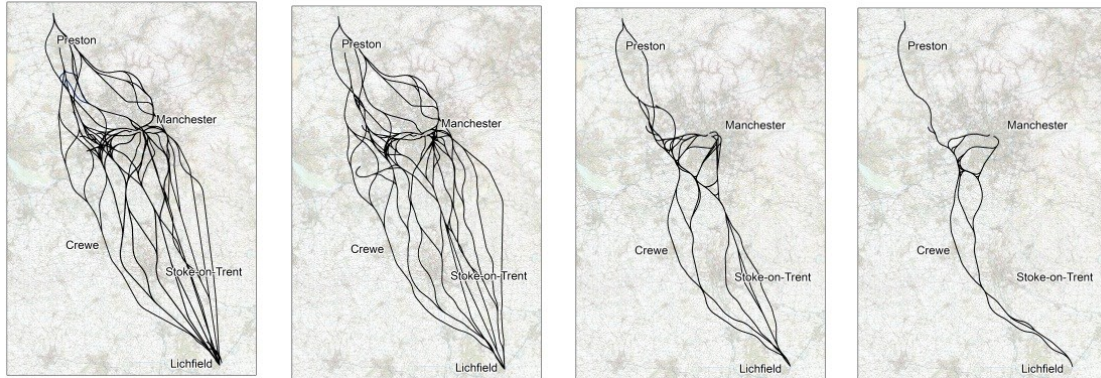 Preston
Manchester
Crewe
Stoke-on-Trent
Lichfield
Preston
Manchester
Crewe
Stoke-on-Trent
Lichfield
Preston
Manchester
Crewe
Stoke-on-Trent
Lichfield
Preston
Manchester
Crewe
Stoke-on-Trent
Lichfield